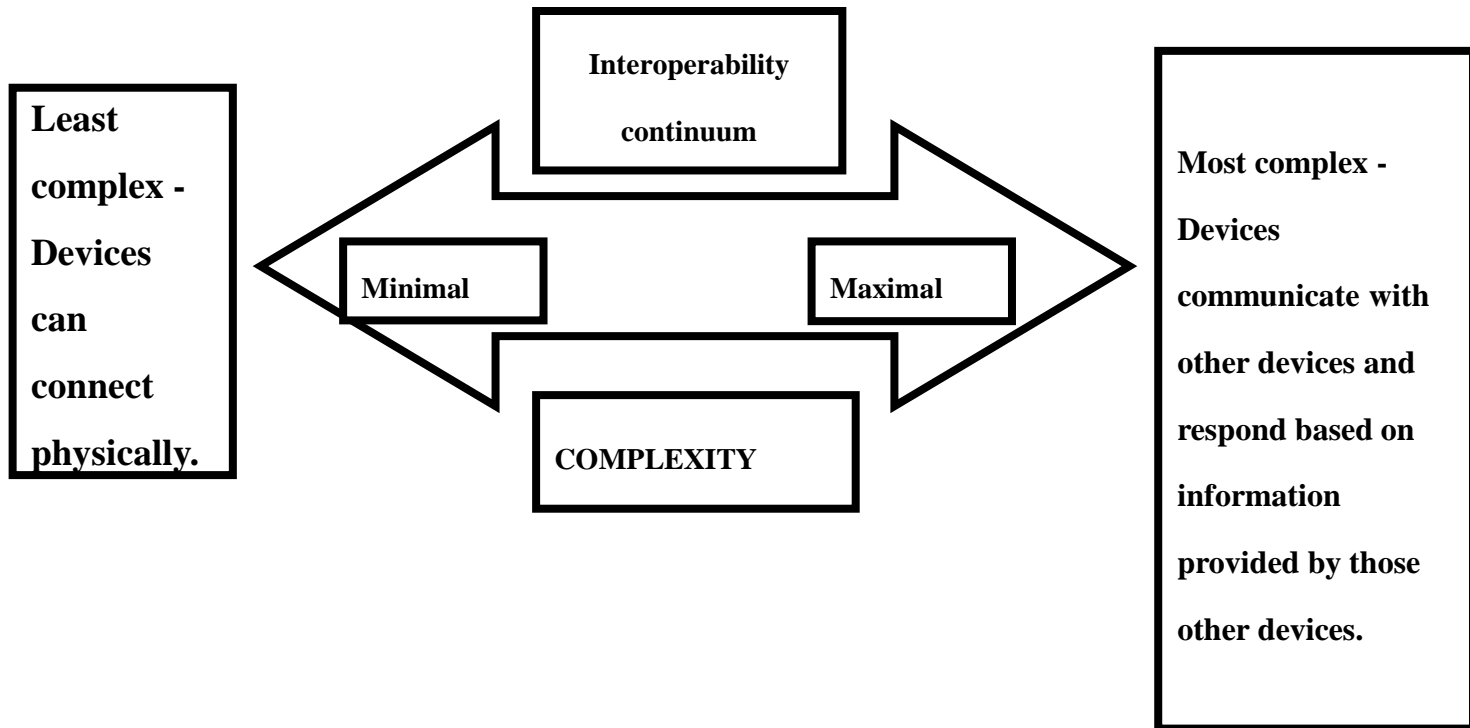 Interoperability
continuum
Least
complex -
Devices
can
connect
physically.
Minimal
Maximal
COMPLEXITY
Most complex -
Devices
communicate with
other devices and
respond based on
information
provided by those
other devices.